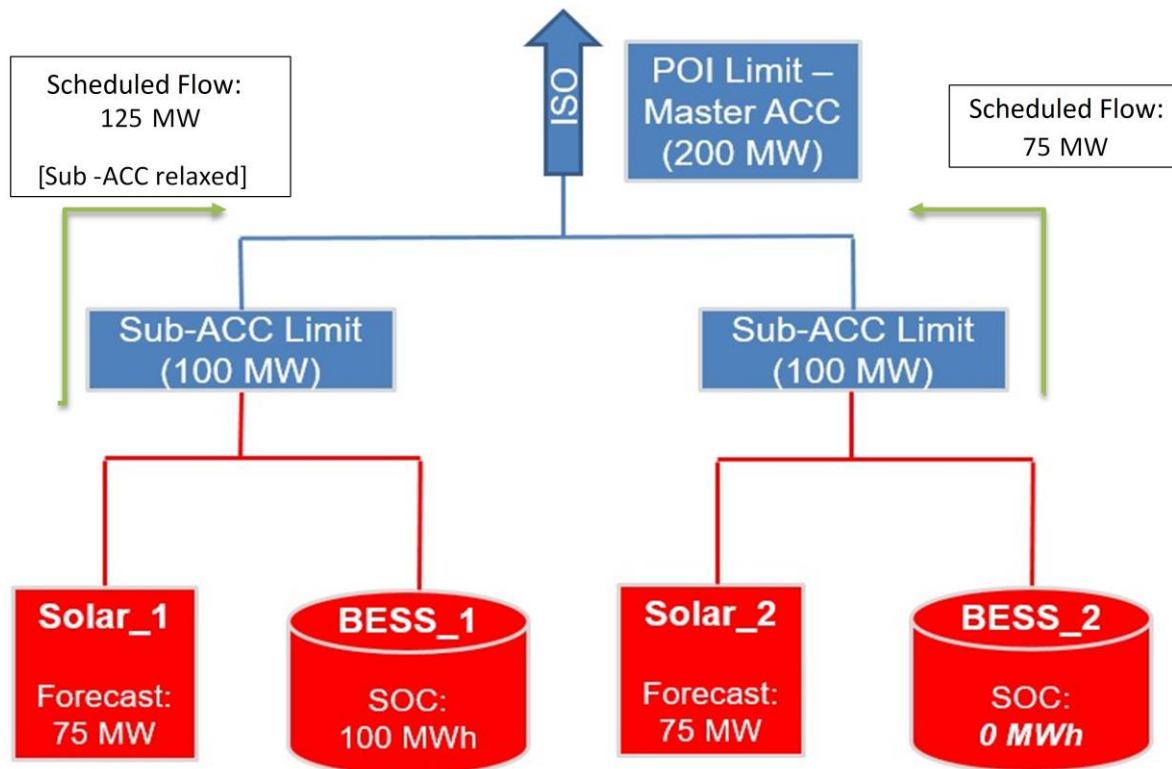 Scheduled Flow:
125 MW
[Sub -ACC relaxed]
ISO
POI Limit –
Master ACC
(200 MW)
Scheduled Flow:
75 MW
Sub-ACC Limit
(100 MW)
Sub-ACC Limit
(100 MW)
Solar_1
Forecast:
75 MW
BESS_1
SOC:
100 MWh
Solar_2
Forecast:
75 MW
BESS_2
SOC:
0 MWh